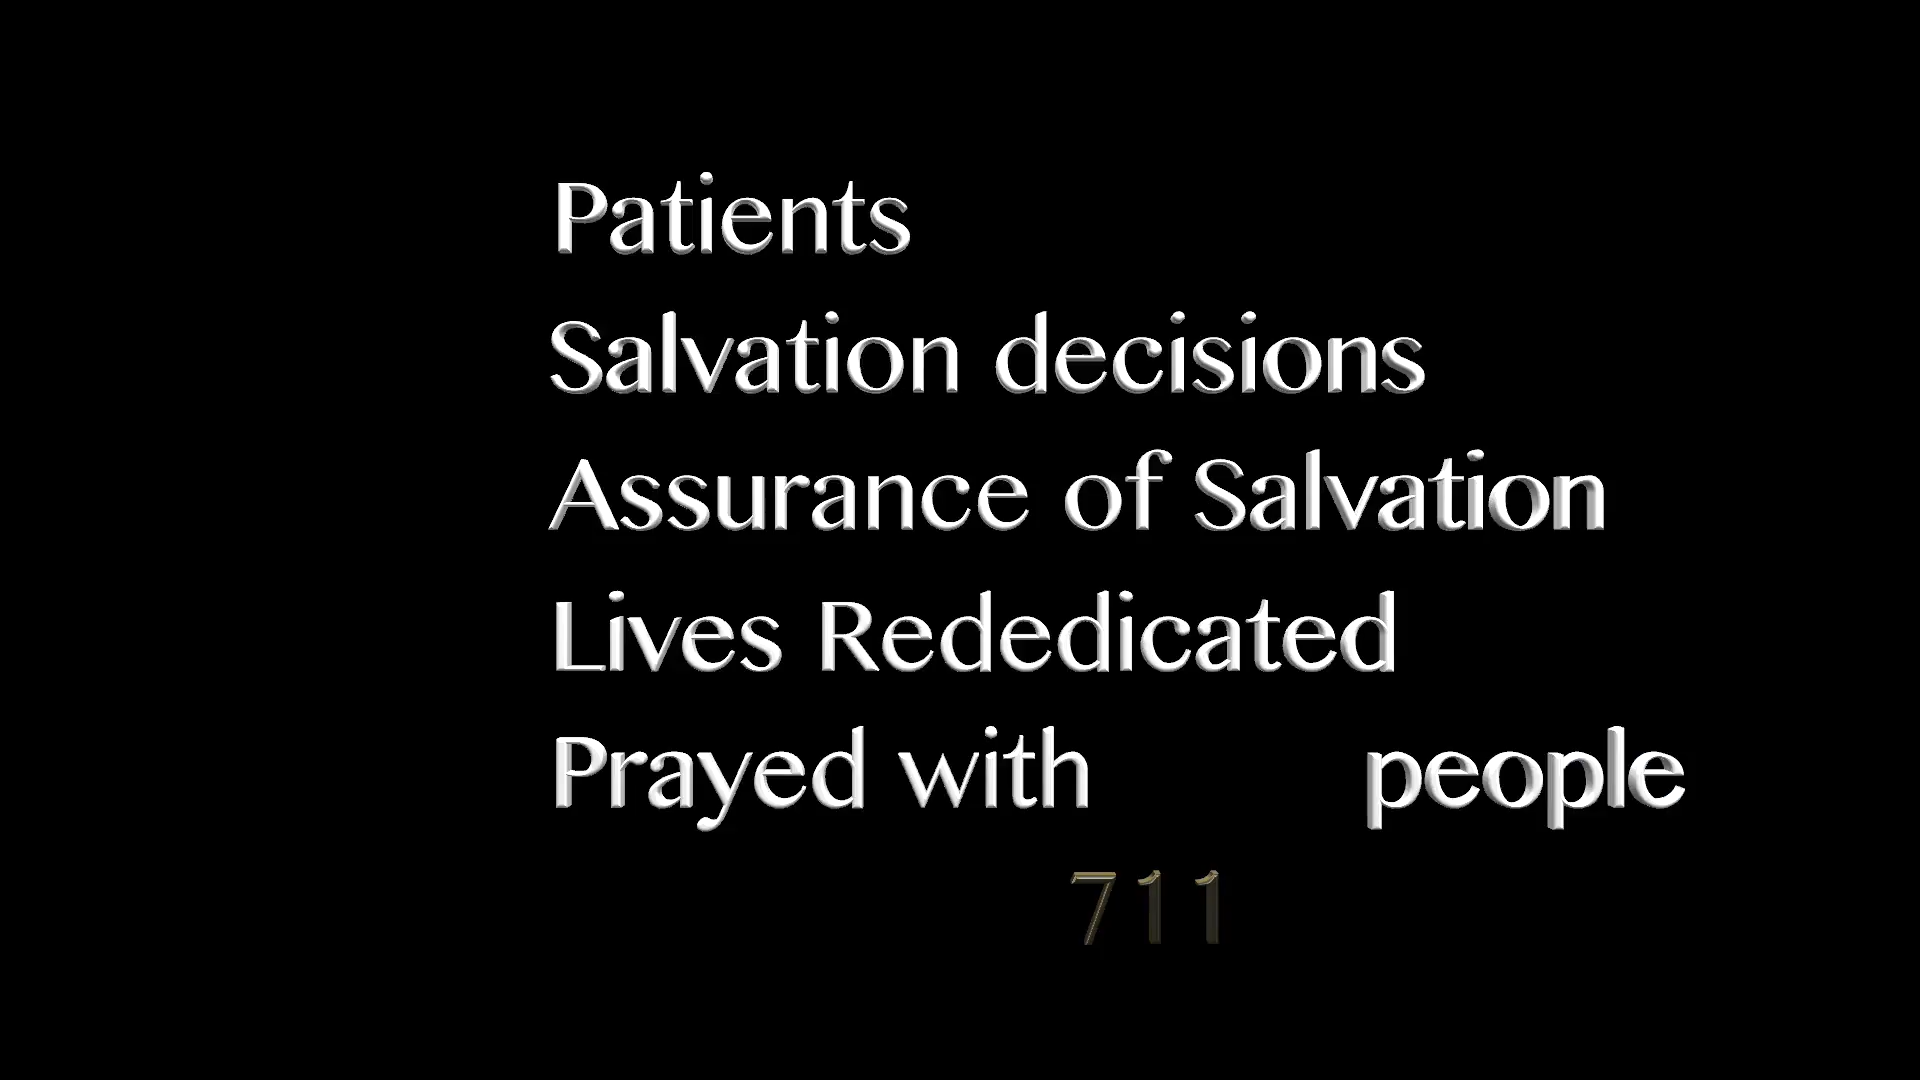 Patients
Salvation decisions
Assurance of Salvation
Lives Rededicated
Prayed with people
711